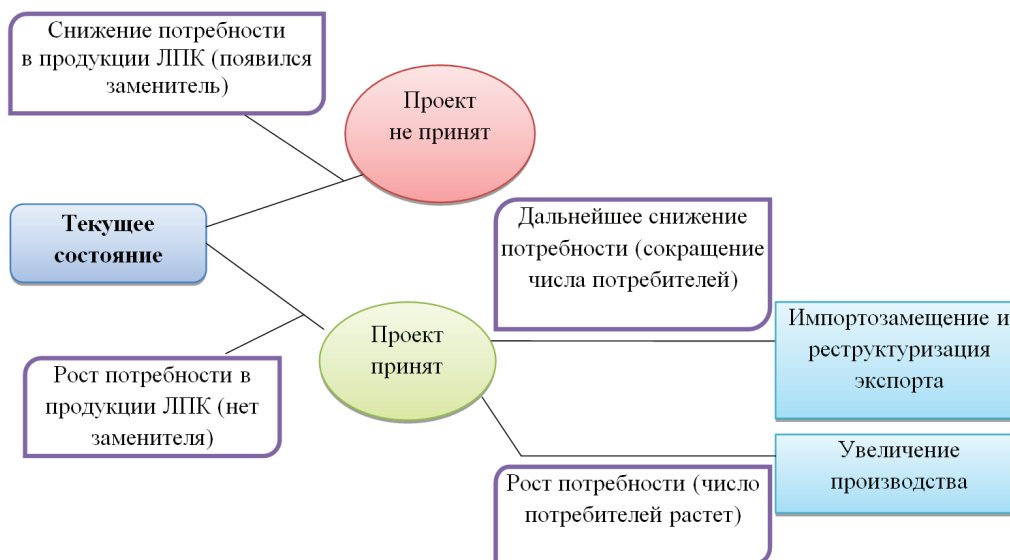 Снижение потребности
в продукции ЛПК (появился
заменитель)
Проект
не принят
Текущее
состояние
Дальнейшее снижение
потребности (сокращение
числа потребителей)
Проект
принят
Импортозамещение и
реструктуризация
экспорта
Рост потребности в
продукции ЛПК (нет
заменителя)
Увеличение
производства
Рост потребности (число
потребителей растет)